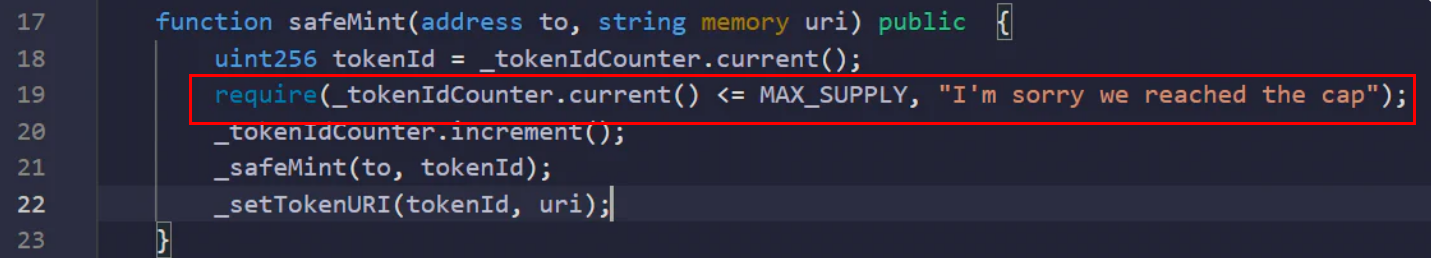 17 function safeMint(address to, string memory uri) public {
18 uint256 tokenId = _tokenIdCounter.current();
19 require(_tokenIdCounter.current() <= MAX_SUPPLY, "I'm sorry we reached the cap");
20 _tokenIdCounter.increment();
21 _safeMint(to, tokenId);
22 _setTokenURI(tokenId, uri);
23 }